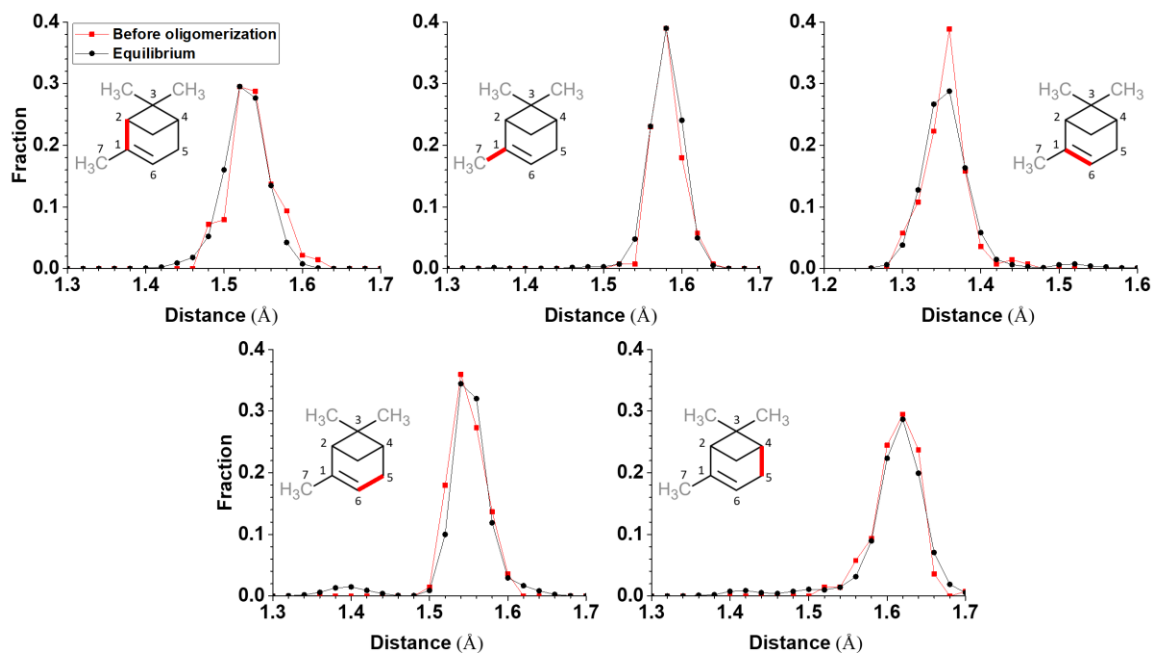 Before oligomerization
Equilibrium
Fraction
0.4
0.3
0.2
0.1
0.0
1.3 1.4 1.5 1.6 1.7
Distance (Å)
H₃C CH₃
3
2 4
1
7 5
H₃C
6
0.4
0.3
0.2
0.1
0.0
1.3 1.4 1.5 1.6 1.7
Distance (Å)
H₃C CH₃
3
2 4
1
7 5
H₃C
6
0.4
0.3
0.2
0.1
0.0
1.2 1.3 1.4 1.5 1.6
Distance (Å)
H₃C CH₃
3
2 4
1
7 5
H₃C
6
Fraction
0.4
0.3
0.2
0.1
0.0
1.3 1.4 1.5 1.6 1.7
Distance (Å)
H₃C CH₃
3
2 4
1
7 5
H₃C
6
Fraction
0.4
0.3
0.2
0.1
0.0
1.3 1.4 1.5 1.6 1.7
Distance (Å)
H₃C CH₃
3
2 4
1
7 5
H₃C
6